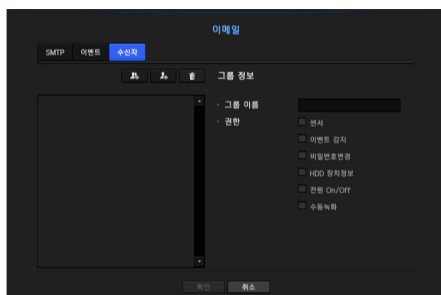 이메일
SMTP 이벤트 수신자
그룹 정보
· 그룹 이름
· 권한
센서
이벤트 감지
비밀번호변경
HDD 장치정보
전원 On/Off
수동녹화
확인 취소